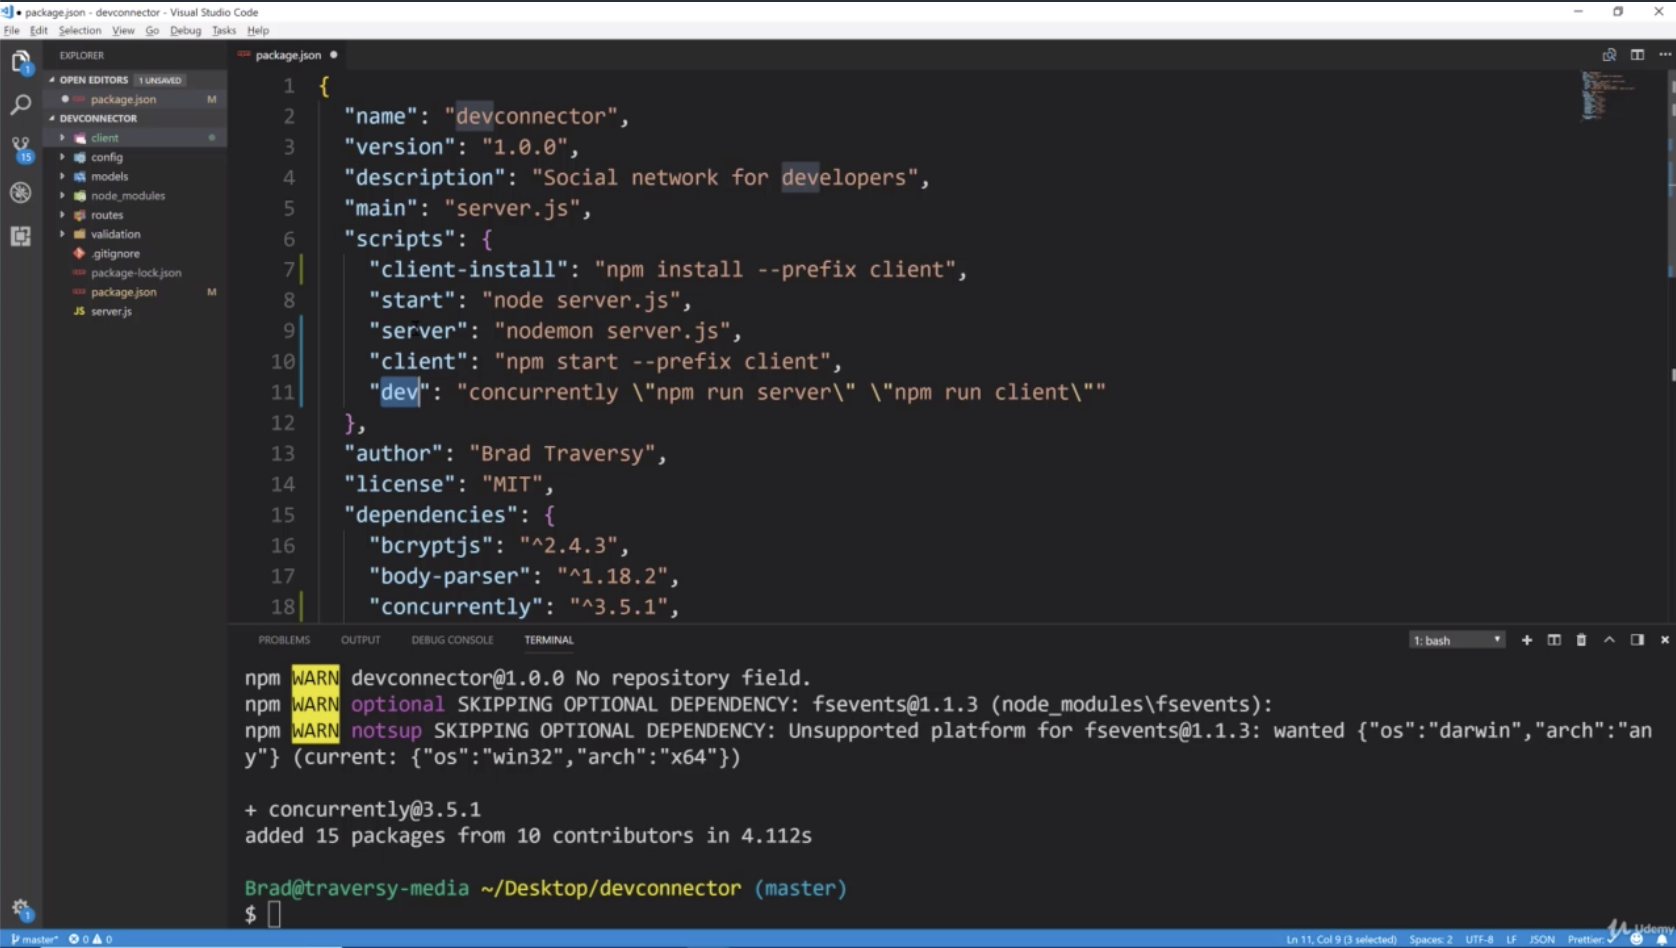 package.json - devconnector - Visual Studio Code
File Edit Selection View Go Debug Tasks Help
EXPLORER
OPEN EDITORS 1 UNSAVED
package.json M
DEVCONNECTOR
client
config
models
node_modules
routes
validation
.gitignore
package-lock.json
package.json M
JS server.js
1
15
1
package.json
1 {
2 "name": "devconnector",
3 "version": "1.0.0",
4 "description": "Social network for developers",
5 "main": "server.js",
6 "scripts": {
7 "client-install": "npm install --prefix client",
8 "start": "node server.js",
9 "server": "nodemon server.js",
10 "client": "npm start --prefix client",
11 "dev": "concurrently \"npm run server\" \"npm run client\""
12 },
13 "author": "Brad Traversy",
14 "license": "MIT",
15 "dependencies": {
16 "bcryptjs": "^2.4.3",
17 "body-parser": "^1.18.2",
18 "concurrently": "^3.5.1",
PROBLEMS OUTPUT DEBUG CONSOLE TERMINAL 1: bash
npm WARN devconnector@1.0.0 No repository field.
npm WARN optional SKIPPING OPTIONAL DEPENDENCY: fsevents@1.1.3 (node_modules\fsevents):
npm WARN notsup SKIPPING OPTIONAL DEPENDENCY: Unsupported platform for fsevents@1.1.3: wanted {"os":"darwin","arch":"an
y"} (current: {"os":"win32","arch":"x64"})
+ concurrently@3.5.1
added 15 packages from 10 contributors in 4.112s
Brad@traversy-media ~/Desktop/devconnector (master)
$
master* 0 0 Ln 11, Col 9 (3 selected) Spaces: 2 UTF-8 LF JSON Prettier: ✓
Udemy